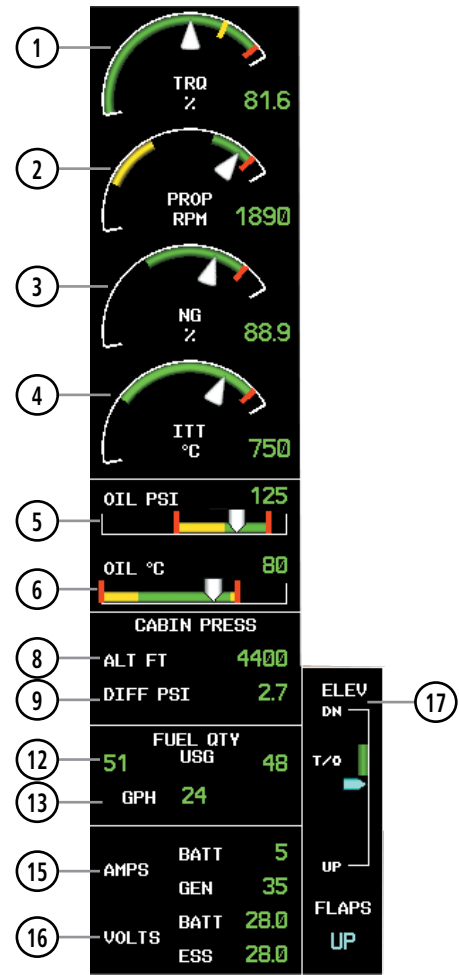 1
TRQ
% 81.6
2
PROP
RPM 1890
3
NG
% 88.9
4
ITT
°C 750
OIL PSI 125
5
OIL °C 80
6
CABIN PRESS
8 ALT FT 4400
9 DIFF PSI 2.7
FUEL QTY
12 51 USG 48
13 GPH 24
BATT 5
15 AMPS
GEN 35
BATT 28.0
16 VOLTS
ESS 28.0
ELEV 17
DN
T/O
UP
FLAPS
UP